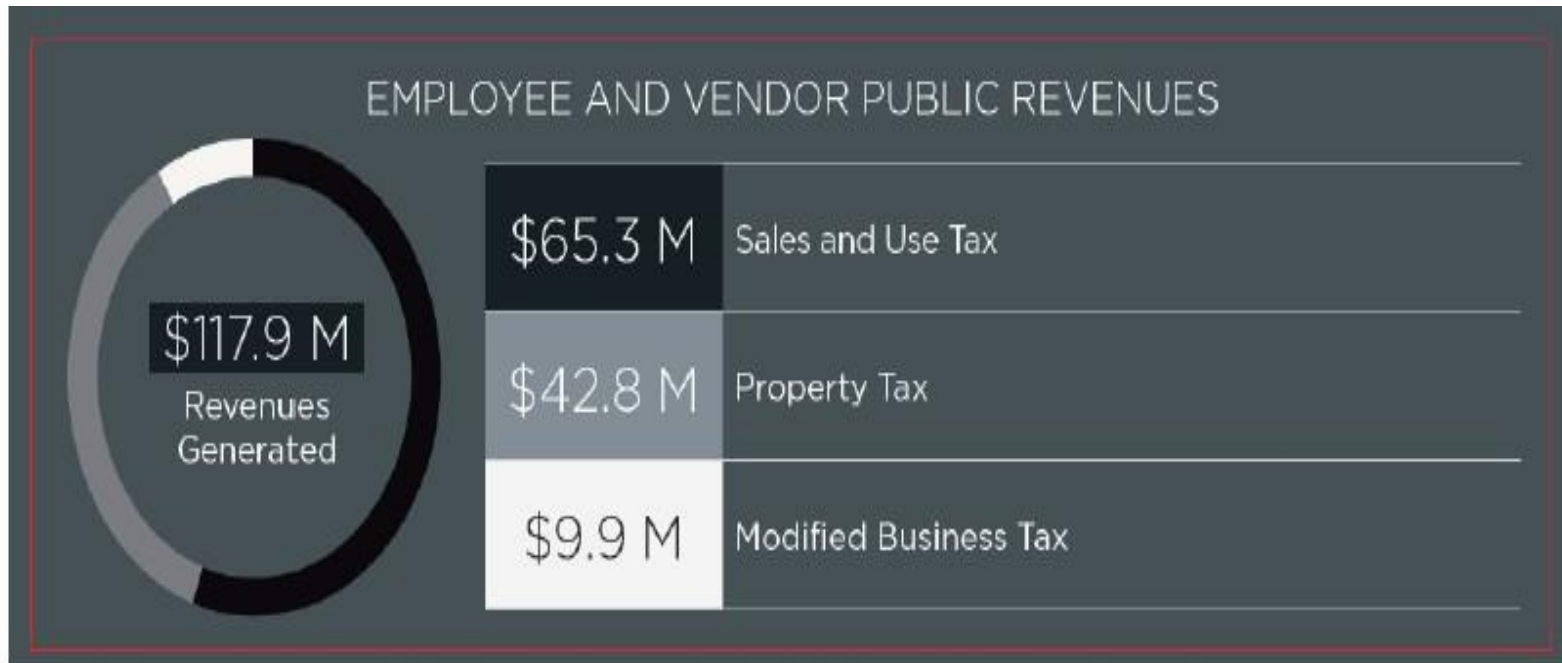 EMPLOYEE AND VENDOR PUBLIC REVENUES
$117.9 M
Revenues
Generated
$65.3 M Sales and Use Tax
$42.8 M Property Tax
$9.9 M Modified Business Tax